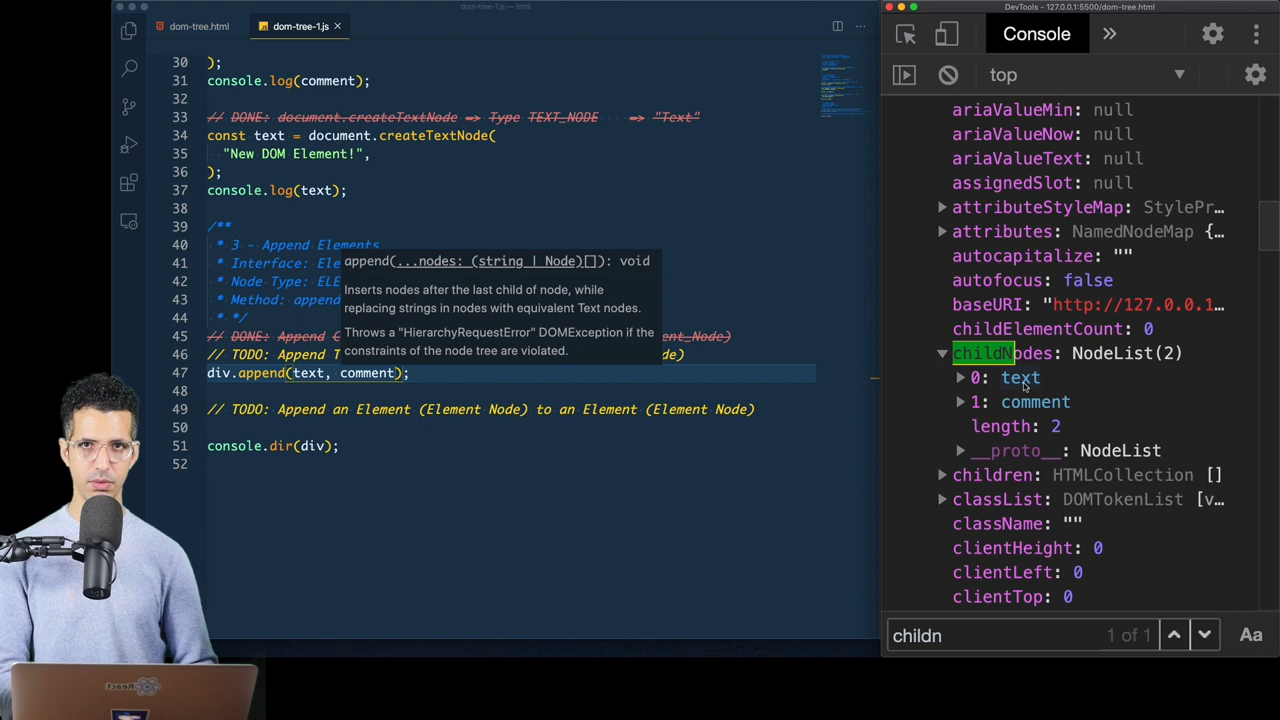 dom-tree-1.js — html
DevTools - 127.0.0.1:5500/dom-tree.html
dom-tree.html
dom-tree-1.js
30 );
31 console.log(comment);
32
33 // DONE: document.createTextNode => Type TEXT_NODE => "Text"
34 const text = document.createTextNode(
35 "New DOM Element!",
36 );
37 console.log(text);
38
39 /**
40 * 3 - Append Elements
41 * Interface: Ele
42 * Node Type: ELE
43 * Method: append
44 * */
45 // DONE: Append C ent_Node)
46 // TODO: Append T de)
47 div.append(text, comment);
48
49 // TODO: Append an Element (Element Node) to an Element (Element Node)
50
51 console.dir(div);
52
append(...nodes: (string | Node)[]): void
Inserts nodes after the last child of node, while
replacing strings in nodes with equivalent Text nodes.
Throws a "HierarchyRequestError" DOMException if the
constraints of the node tree are violated.
Console
top
ariaValueMin: null
ariaValueNow: null
ariaValueText: null
assignedSlot: null
attributeStyleMap: StylePr…
attributes: NamedNodeMap {…
autocapitalize: ""
autofocus: false
baseURI: "http://127.0.0.1…
childElementCount: 0
childNodes: NodeList(2)
0: text
1: comment
length: 2
__proto__: NodeList
children: HTMLCollection []
classList: DOMTokenList [v…
className: ""
clientHeight: 0
clientLeft: 0
clientTop: 0
childn
1 of 1
Aa
React